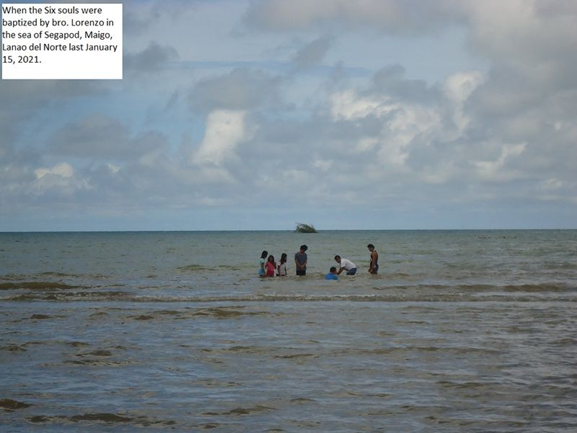 When the Six souls were
baptized by bro. Lorenzo in
the sea of Segapod, Maigo,
Lanao del Norte last January
15, 2021.